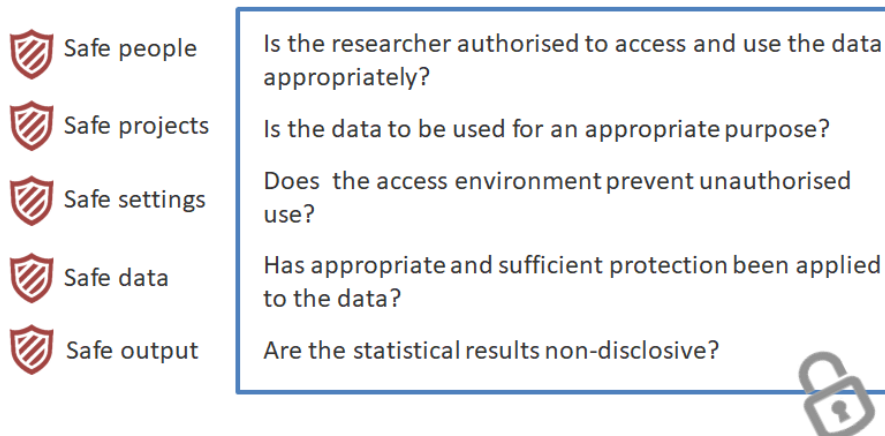 Safe people
Is the researcher authorised to access and use the data
appropriately?
Safe projects
Is the data to be used for an appropriate purpose?
Safe settings
Does the access environment prevent unauthorised
use?
Safe data
Has appropriate and sufficient protection been applied
to the data?
Safe output
Are the statistical results non-disclosive?